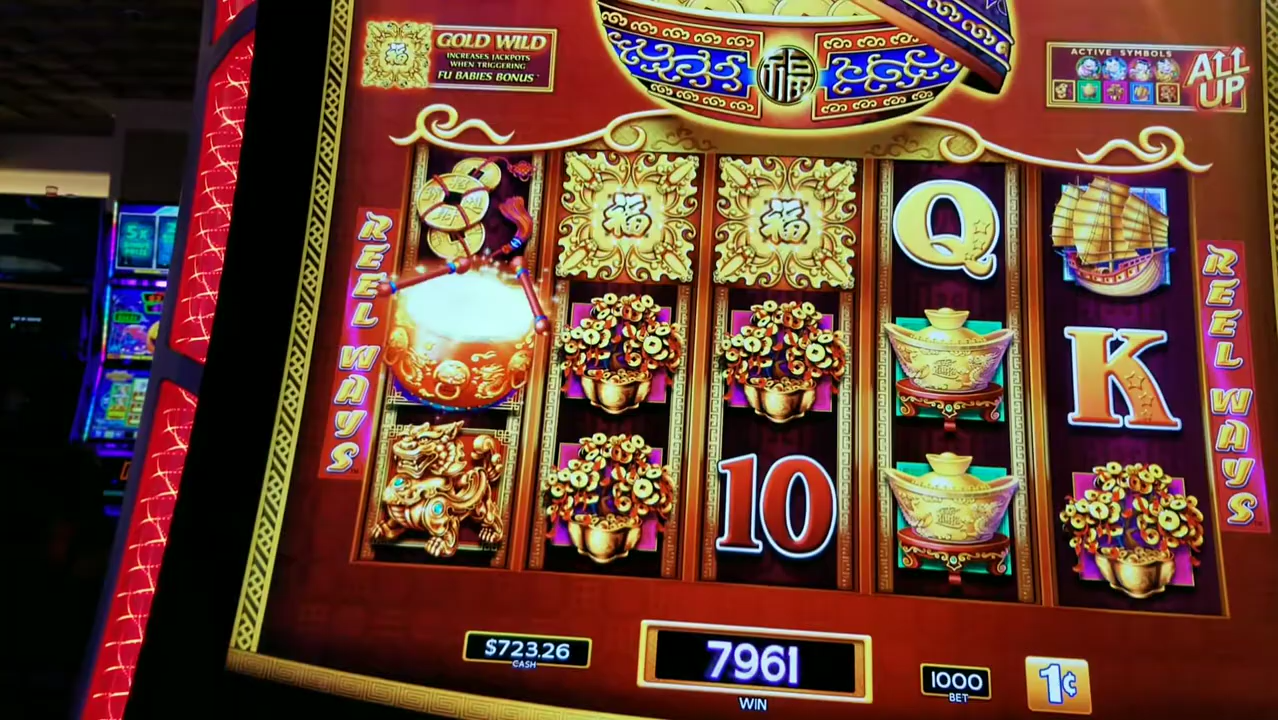 GOLD WILD
INCREASES JACKPOTS
WHEN TRIGGERING
FU BABIES BONUS
福
ACTIVE SYMBOLS
ALL
UP
REEL WAYS
福
福
Q
K
10
REEL WAYS
$723.26
CASH
7961
WIN
1000
BET
1¢
5x